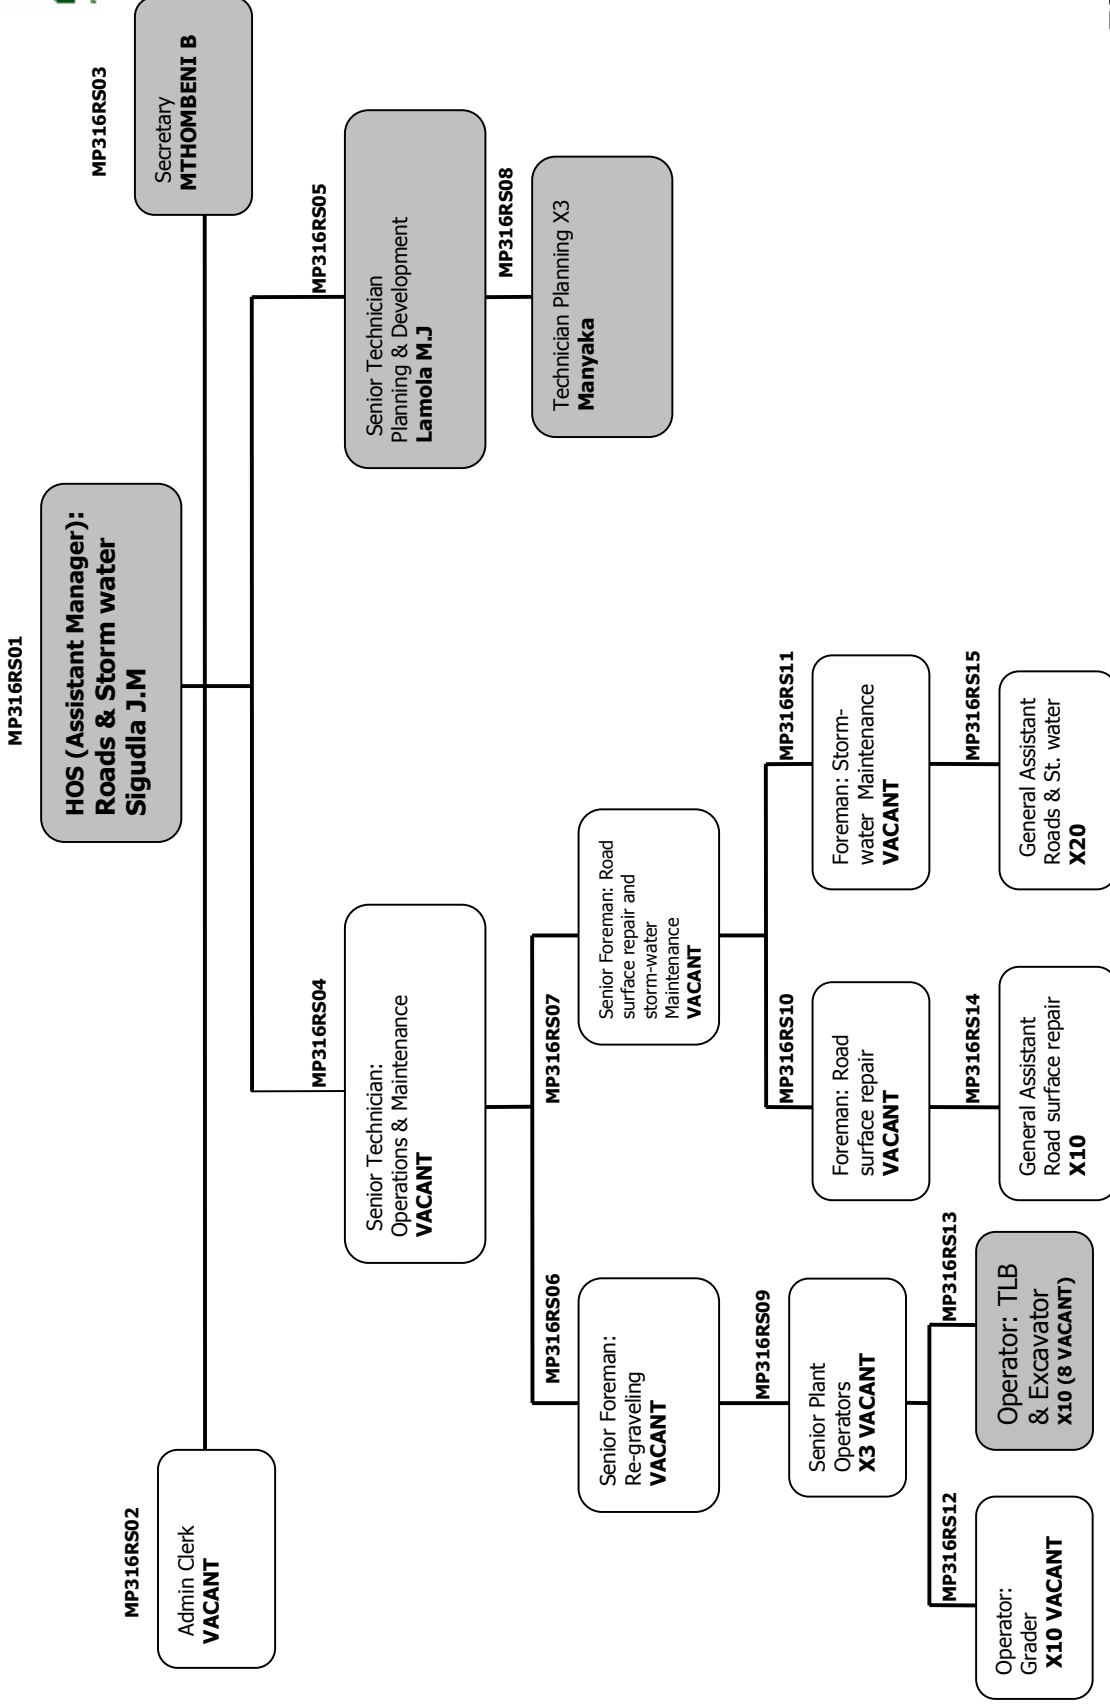 MP316RS01
HOS (Assistant Manager):
Roads & Storm water
Sigudla J.M
MP316RS02
Admin Clerk
VACANT
MP316RS03
Secretary
MTHOMBENI B
MP316RS04
Senior Technician:
Operations & Maintenance
VACANT
MP316RS05
Senior Technician
Planning & Development
Lamola M.J
MP316RS06
Senior Foreman:
Re-graveling
VACANT
MP316RS07
Senior Foreman: Road
surface repair and
storm-water
Maintenance
VACANT
MP316RS08
Technician Planning X3
Manyaka
MP316RS09
Senior Plant
Operators
X3 VACANT
MP316RS10
Foreman: Road
surface repair
VACANT
MP316RS11
Foreman: Storm-
water Maintenance
VACANT
MP316RS12
Operator:
Grader
X10 VACANT
MP316RS13
Operator: TLB
& Excavator
X10 (8 VACANT)
MP316RS14
General Assistant
Road surface repair
X10
MP316RS15
General Assistant
Roads & St. water
X20